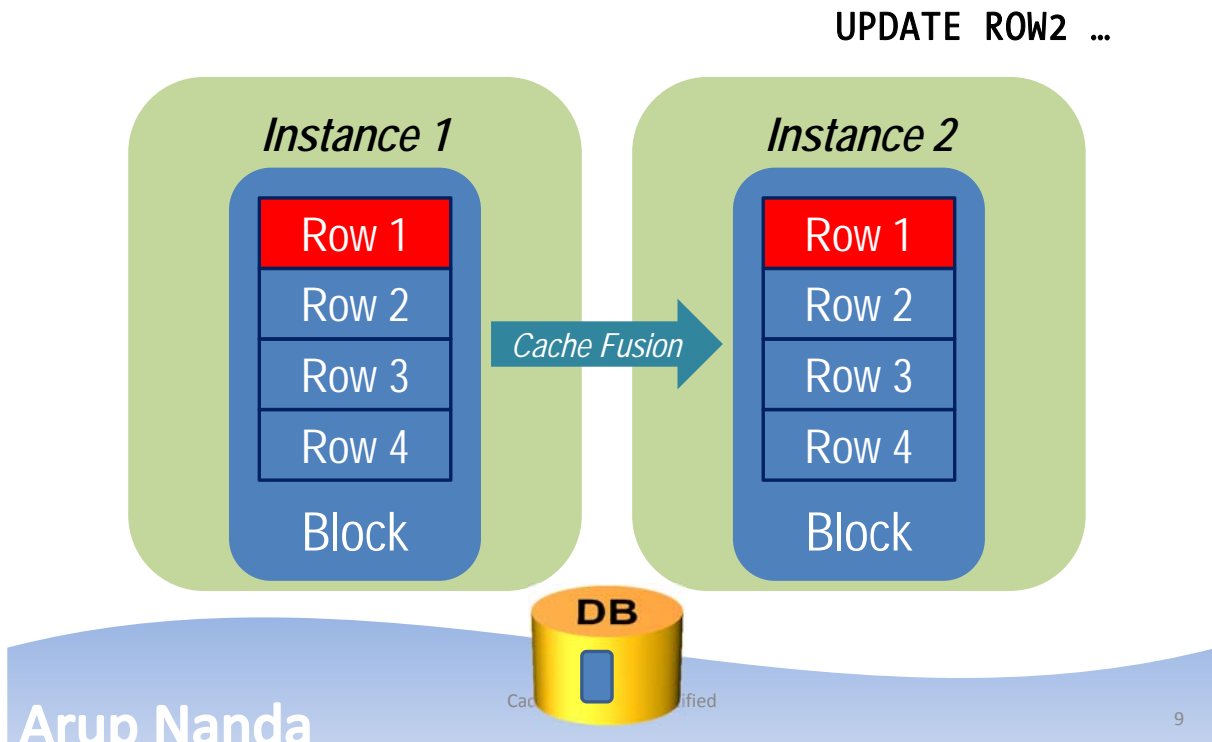 UPDATE ROW2 …
Instance 1
Row 1
Row 2
Row 3
Row 4
Block
Cache Fusion
Instance 2
Row 1
Row 2
Row 3
Row 4
Block
DB
Arup Nanda
9